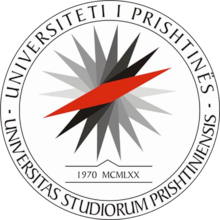 · UNIVERSITETI I PRISHTINËS ·
UNIVERSITAS STUDIORUM PRISHTINIENSIS
1970 MCMLXX